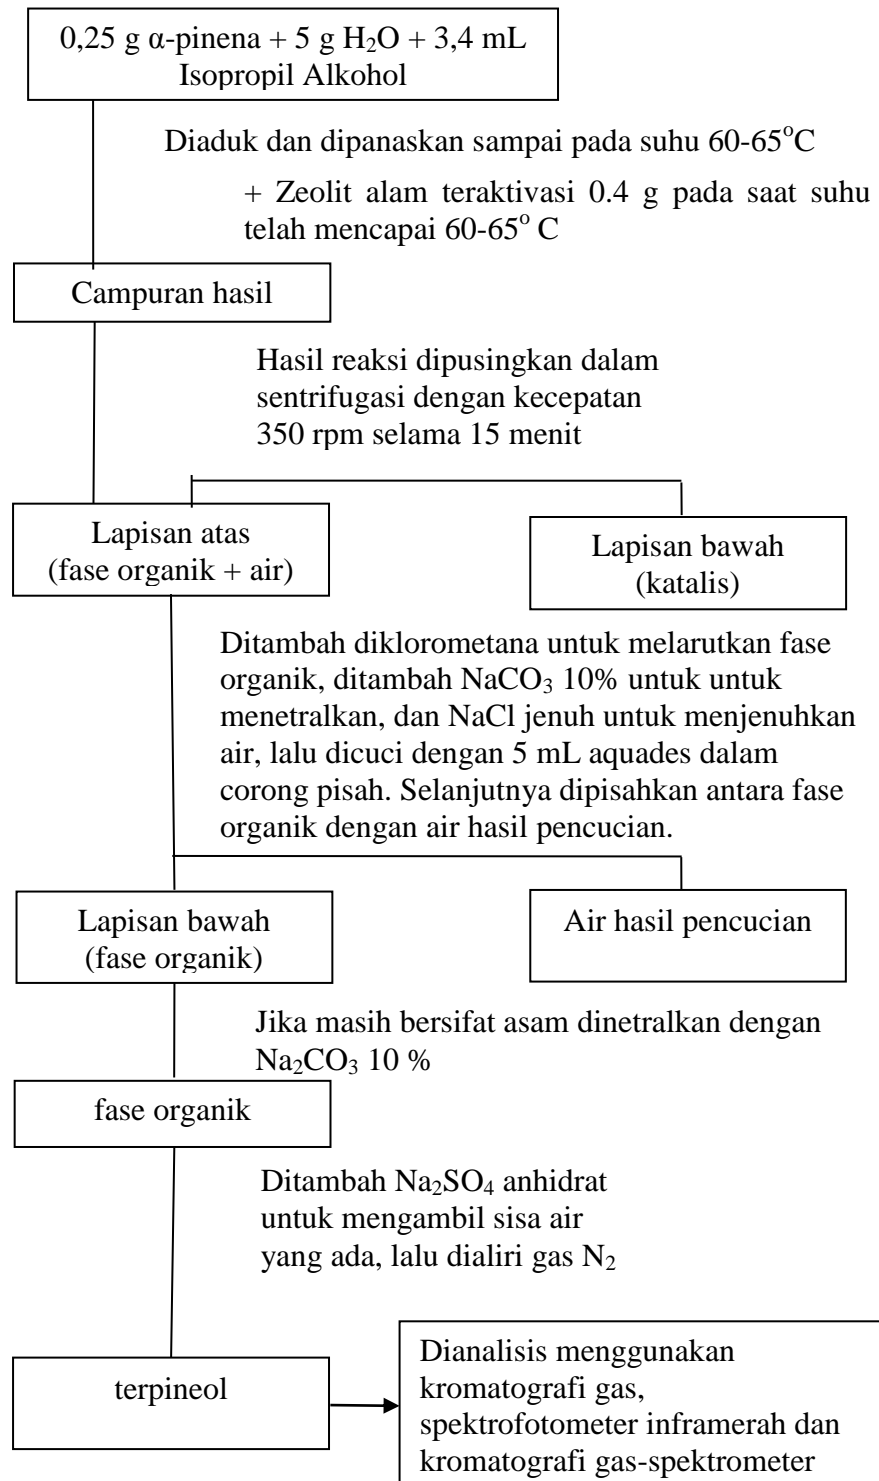 0,25 g α-pinena + 5 g H₂O + 3,4 mL
Isopropil Alkohol
Diaduk dan dipanaskan sampai pada suhu 60-65°C
+ Zeolit alam teraktivasi 0.4 g pada saat suhu
telah mencapai 60-65° C
Campuran hasil
Hasil reaksi dipusingkan dalam
sentrifugasi dengan kecepatan
350 rpm selama 15 menit
Lapisan atas
(fase organik + air)
Lapisan bawah
(katalis)
Ditambah diklorometana untuk melarutkan fase
organik, ditambah NaCO₃ 10% untuk untuk
menetralkan, dan NaCl jenuh untuk menjenuhkan
air, lalu dicuci dengan 5 mL aquades dalam
corong pisah. Selanjutnya dipisahkan antara fase
organik dengan air hasil pencucian.
Lapisan bawah
(fase organik)
Air hasil pencucian
Jika masih bersifat asam dinetralkan dengan
Na₂CO₃ 10 %
fase organik
Ditambah Na₂SO₄ anhidrat
untuk mengambil sisa air
yang ada, lalu dialiri gas N₂
terpineol
Dianalisis menggunakan
kromatografi gas,
spektrofotometer inframerah dan
kromatografi gas-spektrometer